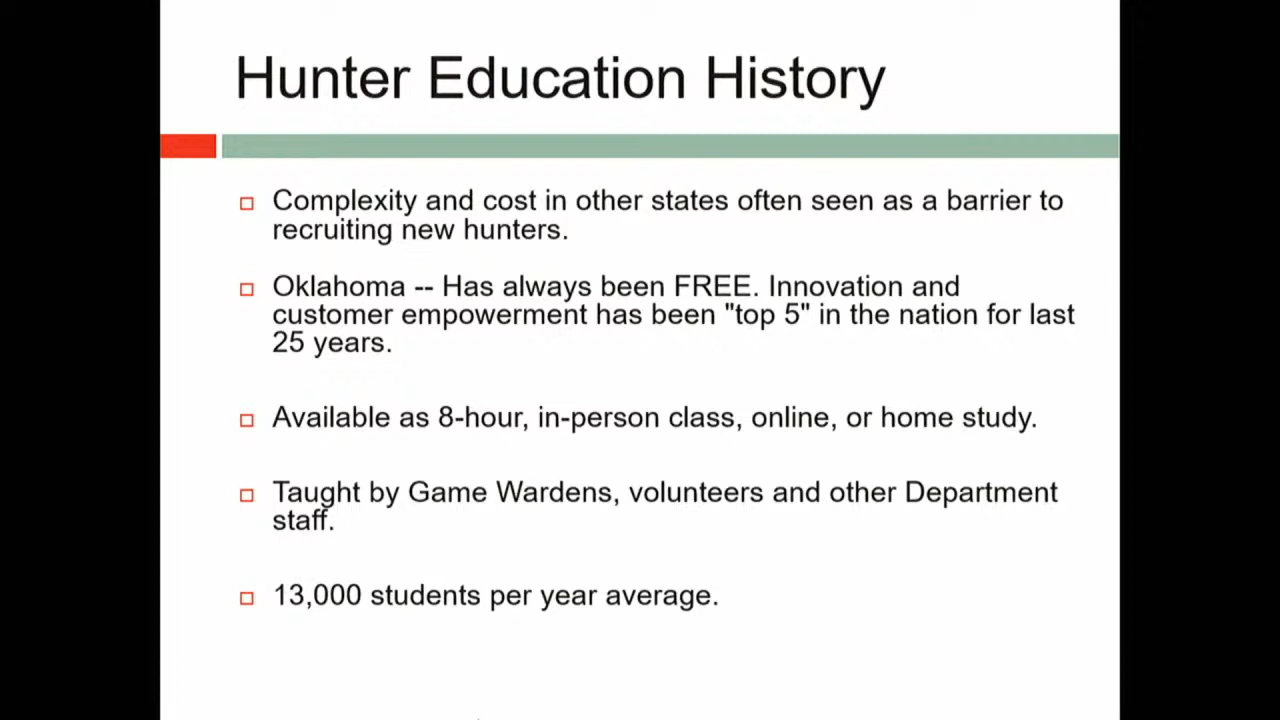 Hunter Education History
Complexity and cost in other states often seen as a barrier to
recruiting new hunters.
Oklahoma -- Has always been FREE. Innovation and
customer empowerment has been "top 5" in the nation for last
25 years.
Available as 8-hour, in-person class, online, or home study.
Taught by Game Wardens, volunteers and other Department
staff.
13,000 students per year average.